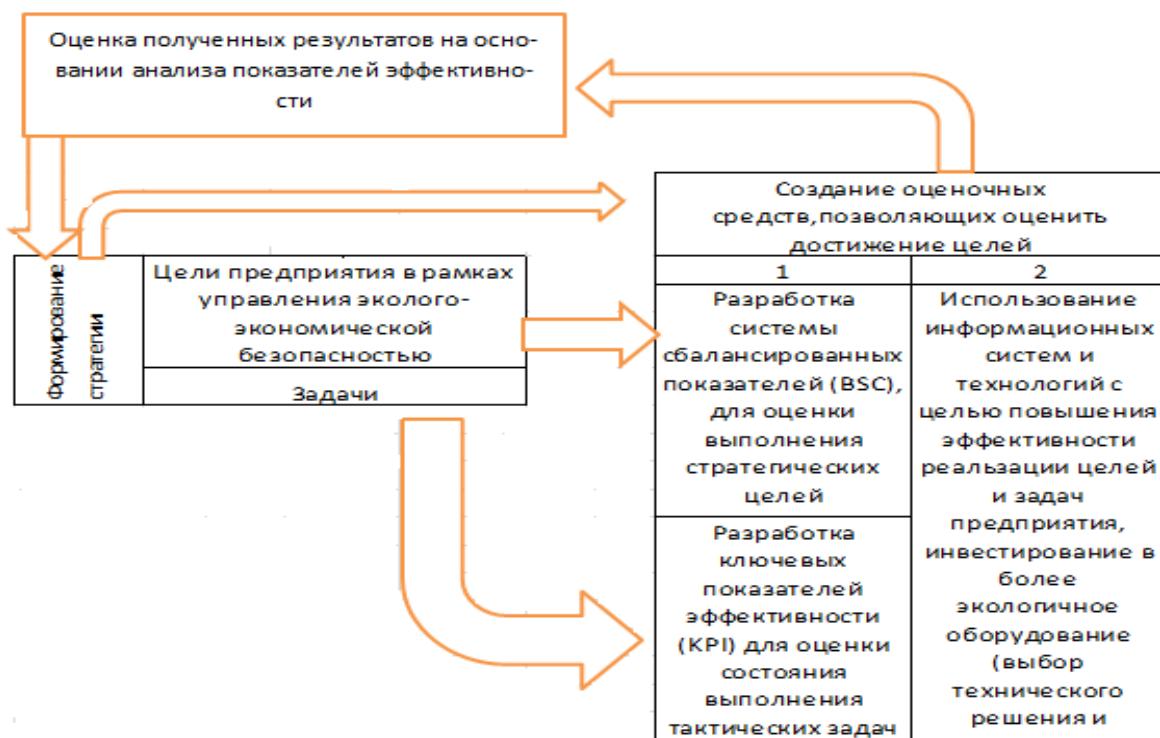 Оценка полученных результатов на осно-
вании анализа показателей эффективно-
сти
Создание оценочных
средств,позволяющих оценить
достижение целей
Формирование
стратегии
Цели предприятия в рамках
управления эколого-
экономической
безопасностью
Задачи
1
2
Разработка
системы
сбалансированных
показателей (BSC),
для оценки
выполнения
стратегических
целей
Разработка
ключевых
показателей
эффективности
(KPI) для оценки
состояния
выполнения
тактических задач
Использование
информационных
систем и
технологий с
целью повышения
эффективности
реальзации целей
и задач
предприятия,
инвестирование в
более
экологичное
оборудование
(выбор
технического
решения и